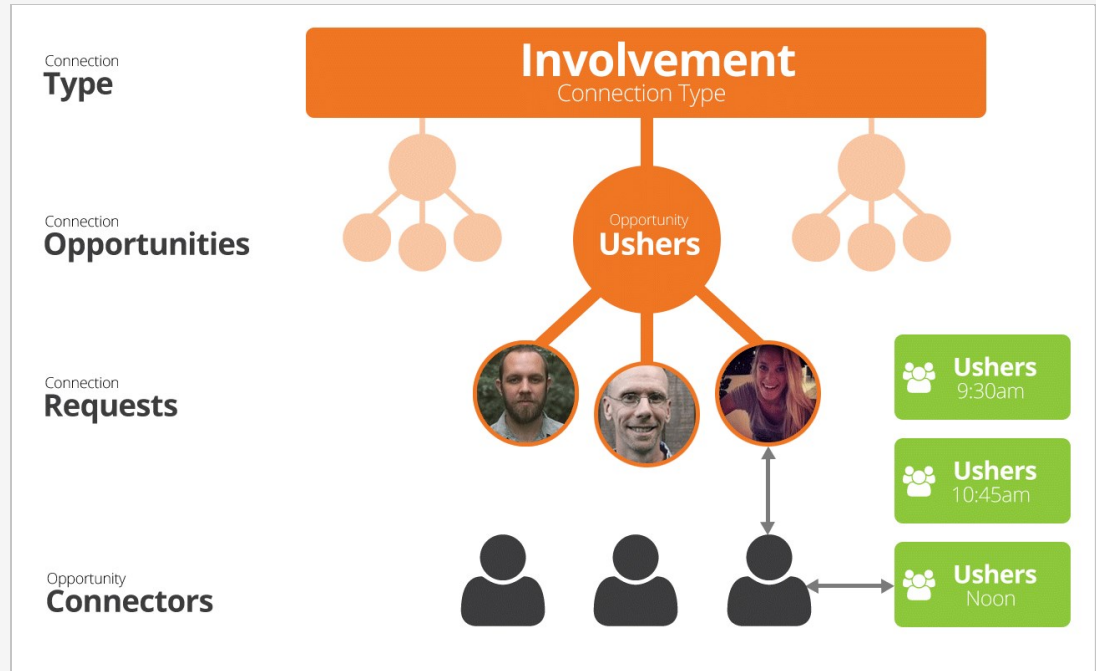 Connection
Type
Involvement
Connection Type
Connection
Opportunities
Opportunity
Ushers
Connection
Requests
Ushers
9:30am
Ushers
10:45am
Opportunity
Connectors
Ushers
Noon